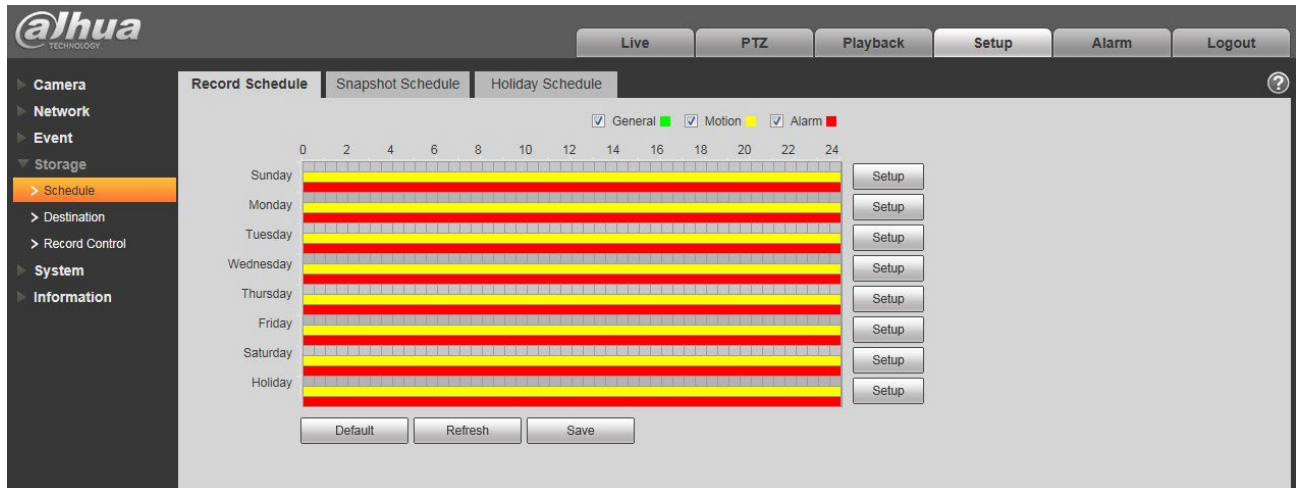 alhua
TECHNOLOGY
Live PTZ Playback Setup Alarm Logout
Camera
Network
Event
Storage
> Schedule
> Destination
> Record Control
System
Information
Record Schedule Snapshot Schedule Holiday Schedule ?
General Motion Alarm
0 2 4 6 8 10 12 14 16 18 20 22 24
Sunday Setup
Monday Setup
Tuesday Setup
Wednesday Setup
Thursday Setup
Friday Setup
Saturday Setup
Holiday Setup
Default Refresh Save